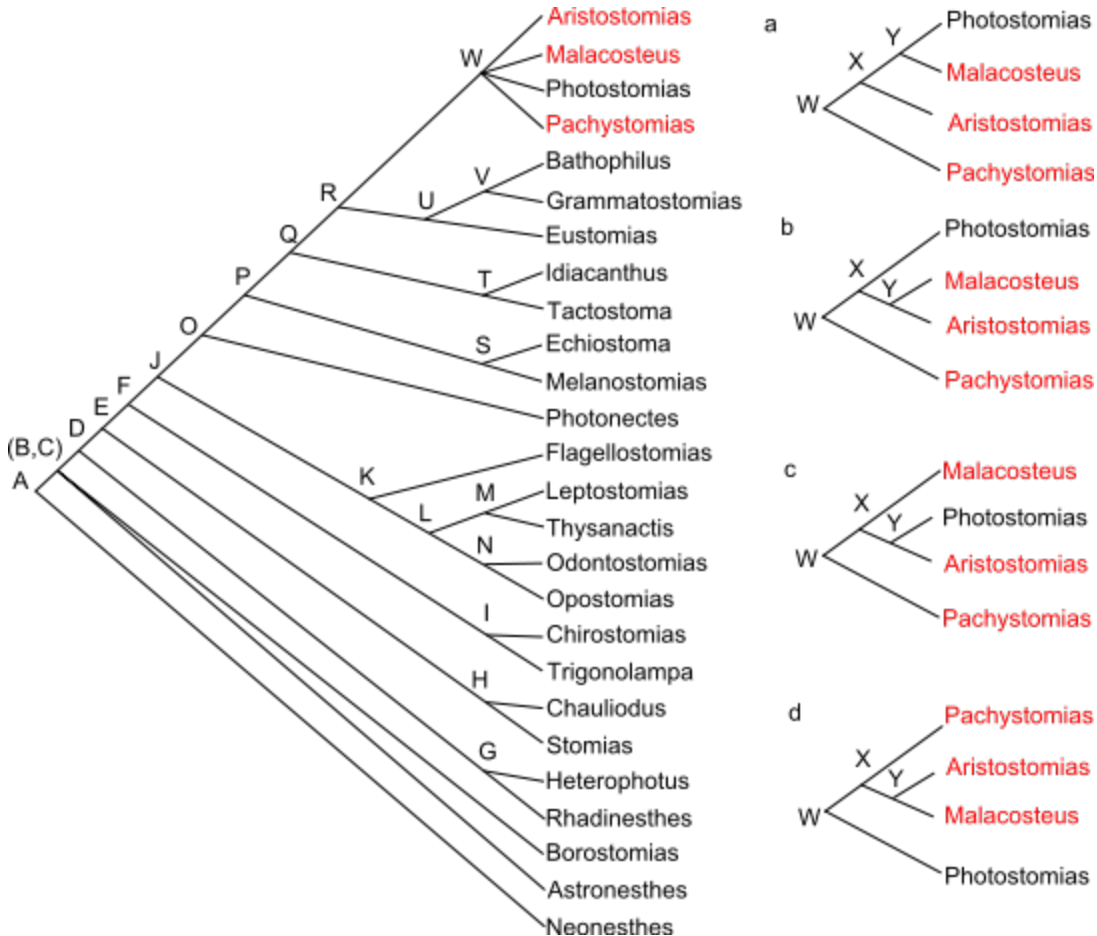 Aristostomias
W
Malacosteus
Photostomias
Pachystomias
Bathophilus
V
Grammatostomias
R
U
Eustomias
Q
Idiacanthus
P
T
Tactostoma
O
Echiostoma
S
Melanostomias
J
Photonectes
F
E
Flagellostomias
D
(B,C)
K
Leptostomias
A
M
L
Thysanactis
N
Odontostomias
Opostomias
I
Chirostomias
Trigonolampa
H
Chauliodus
Stomias
G
Heterophotus
Rhadinesthes
Borostomias
Astronesthes
Neonesthes
a
Photostomias
Y
X
Malacosteus
W
Aristostomias
Pachystomias
b
Photostomias
X
Y
Malacosteus
W
Aristostomias
Pachystomias
c
Malacosteus
X
Y
Photostomias
W
Aristostomias
Pachystomias
d
Pachystomias
X
Y
Aristostomias
W
Malacosteus
Photostomias